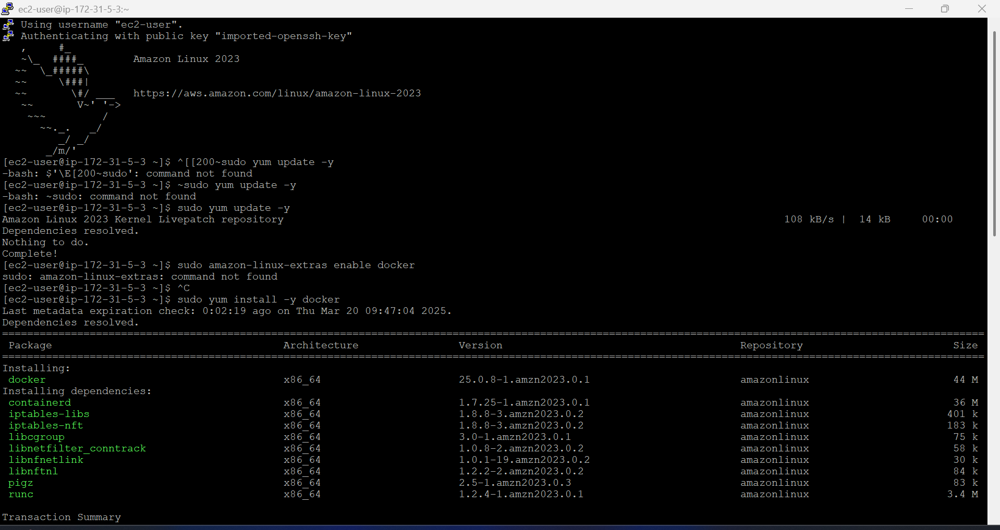 ec2-user@ip-172-31-5-3:~
Using username "ec2-user".
Authenticating with public key "imported-openssh-key"
   ,     #_
   ~\_  ####_        Amazon Linux 2023
  ~~  \_#####\
  ~~     \###|
  ~~       \#/ ___   https://aws.amazon.com/linux/amazon-linux-2023
   ~~       V~' '->
    ~~~         /
      ~~._.   _/
         _/ _/
       _/m/'
[ec2-user@ip-172-31-5-3 ~]$ ^[[200~sudo yum update -y
-bash: $'\E[200~sudo': command not found
[ec2-user@ip-172-31-5-3 ~]$ ~sudo yum update -y
-bash: ~sudo: command not found
[ec2-user@ip-172-31-5-3 ~]$ sudo yum update -y
Amazon Linux 2023 Kernel Livepatch repository 108 kB/s | 14 kB 00:00
Dependencies resolved.
Nothing to do.
Complete!
[ec2-user@ip-172-31-5-3 ~]$ sudo amazon-linux-extras enable docker
sudo: amazon-linux-extras: command not found
[ec2-user@ip-172-31-5-3 ~]$ ^C
[ec2-user@ip-172-31-5-3 ~]$ sudo yum install -y docker
Last metadata expiration check: 0:02:19 ago on Thu Mar 20 09:47:04 2025.
Dependencies resolved.
Package Architecture Version Repository Size
Installing:
docker x86_64 25.0.8-1.amzn2023.0.1 amazonlinux 44 M
Installing dependencies:
containerd x86_64 1.7.25-1.amzn2023.0.1 amazonlinux 36 M
iptables-libs x86_64 1.8.8-3.amzn2023.0.2 amazonlinux 401 k
iptables-nft x86_64 1.8.8-3.amzn2023.0.2 amazonlinux 183 k
libcgroup x86_64 3.0-1.amzn2023.0.1 amazonlinux 75 k
libnetfilter_conntrack x86_64 1.0.8-2.amzn2023.0.2 amazonlinux 58 k
libnfnetlink x86_64 1.0.1-19.amzn2023.0.2 amazonlinux 30 k
libnftnl x86_64 1.2.2-2.amzn2023.0.2 amazonlinux 84 k
pigz x86_64 2.5-1.amzn2023.0.3 amazonlinux 83 k
runc x86_64 1.2.4-1.amzn2023.0.1 amazonlinux 3.4 M
Transaction Summary